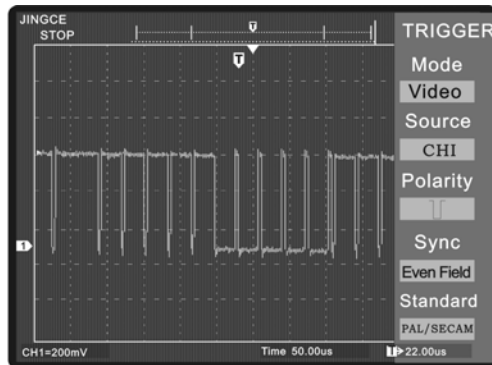 JINGCE
STOP
T
T
1
CH1=200mV
Time 50.00us
T 22.00us
TRIGGER
Mode
Video
Source
CHI
Polarity
Sync
Even Field
Standard
PAL/SECAM